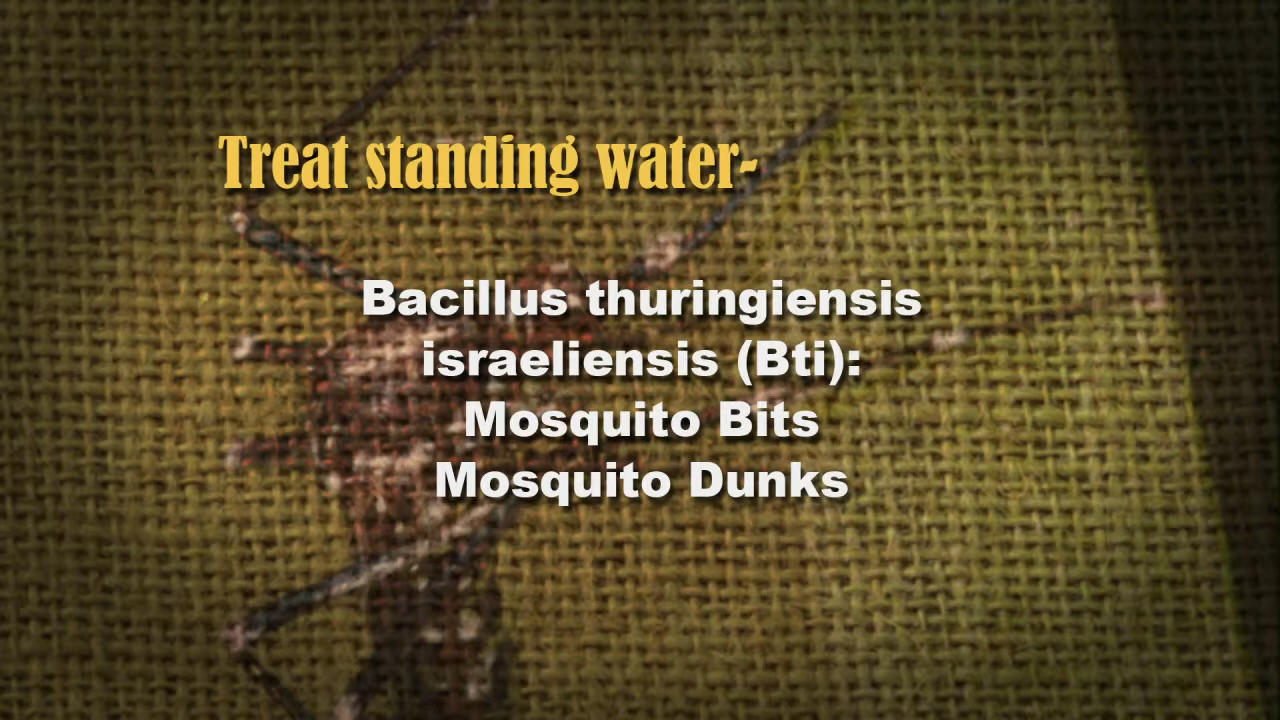 Treat standing water-
Bacillus thuringiensis
israeliensis (Bti):
Mosquito Bits
Mosquito Dunks